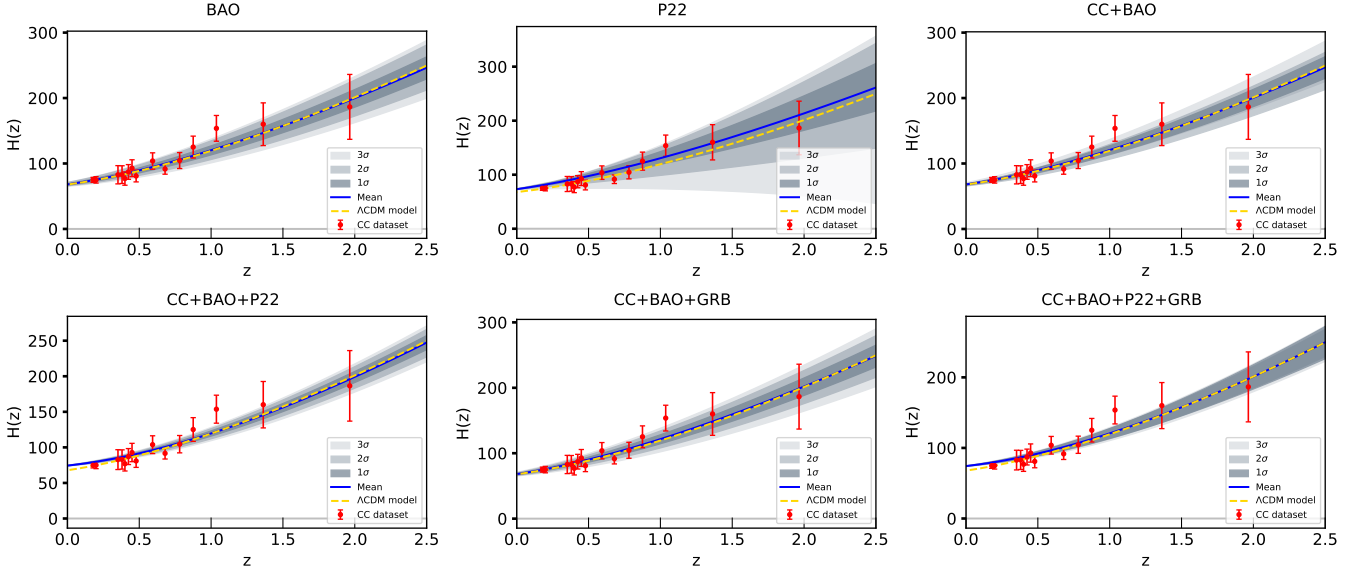 BAO
300
200
100
0
H(z)
0.0 0.5 1.0 1.5 2.0 2.5
z
3σ
2σ
1σ
Mean
ΛCDM model
CC dataset
P22
300
200
100
0
H(z)
0.0 0.5 1.0 1.5 2.0 2.5
z
3σ
2σ
1σ
Mean
ΛCDM model
CC dataset
CC+BAO
300
200
100
0
H(z)
0.0 0.5 1.0 1.5 2.0 2.5
z
3σ
2σ
1σ
Mean
ΛCDM model
CC dataset
CC+BAO+P22
250
200
150
100
50
0
H(z)
0.0 0.5 1.0 1.5 2.0 2.5
z
3σ
2σ
1σ
Mean
ΛCDM model
CC dataset
CC+BAO+GRB
300
200
100
0
H(z)
0.0 0.5 1.0 1.5 2.0 2.5
z
3σ
2σ
1σ
Mean
ΛCDM model
CC dataset
CC+BAO+P22+GRB
200
100
0
H(z)
0.0 0.5 1.0 1.5 2.0 2.5
z
3σ
2σ
1σ
Mean
ΛCDM model
CC dataset